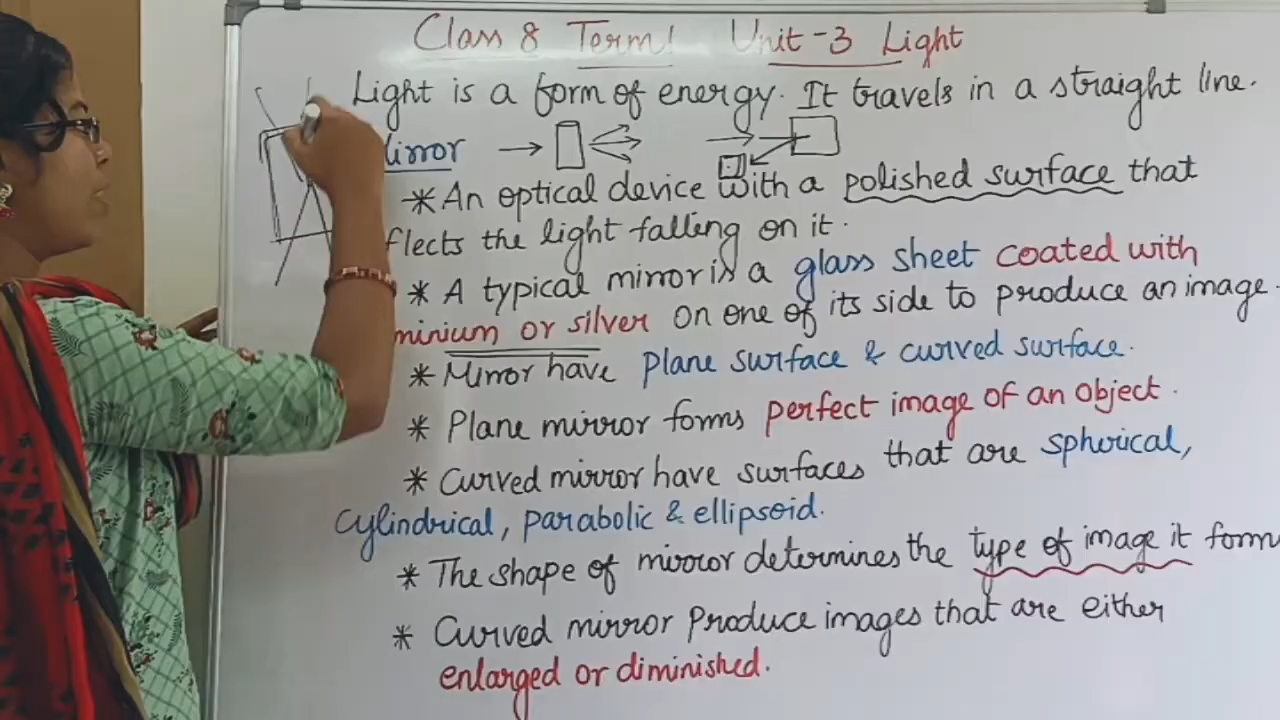 Class 8 Term 1 Unit-3 Light
Light is a form of energy. It travels in a straight line.
irror
* An optical device with a polished surface that
flects the light falling on it.
* A typical mirror is a glass sheet coated with
minium or silver on one of its side to produce an image.
* Mirror have plane surface & curved surface.
* Plane mirror forms perfect image of an object.
* Curved mirror have surfaces that are spherical,
cylindrical, parabolic & ellipsoid.
* The shape of mirror determines the type of image it form
* Curved mirror produce images that are either
enlarged or diminished.